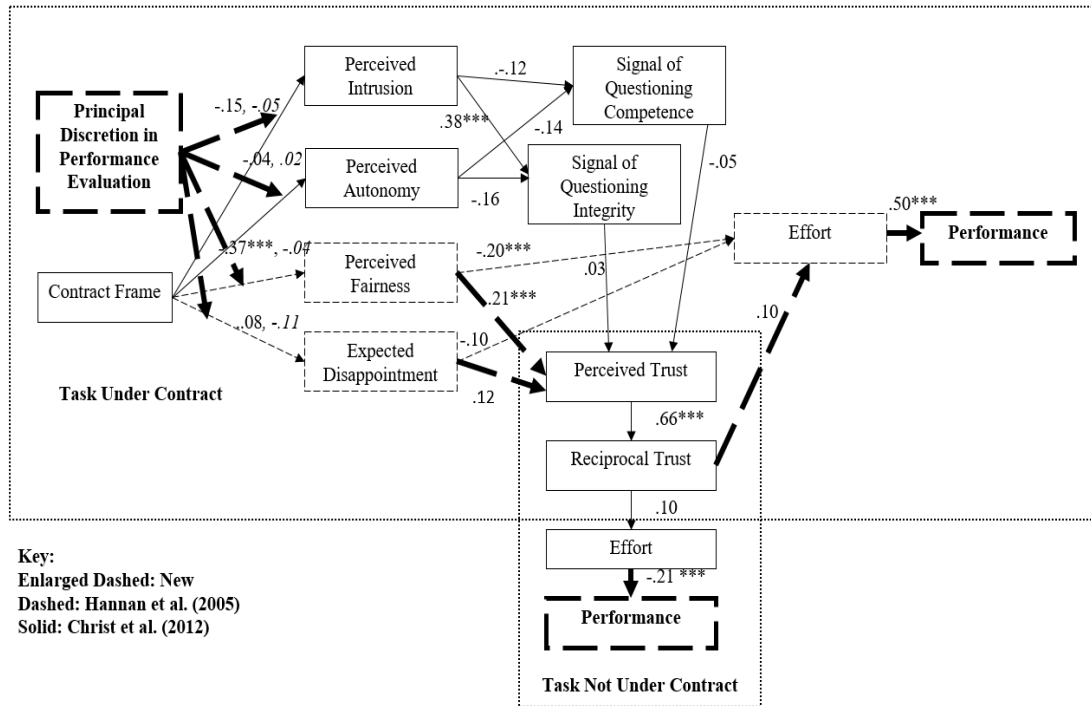 Perceived
Intrusion
Signal of
Questioning
Competence
.-.12
-.15, -.05
.38***
-.14
Principal
Discretion in
Performance
Evaluation
-.04, .02
Perceived
Autonomy
-.16
Signal of
Questioning
Integrity
-.05
-.37***, -.04
Contract Frame
Perceived
Fairness
-.20***
.03
.21***
Effort
.50***
Performance
-.08, -.11
Expected
Disappointment
-.10
.12
.10
Task Under Contract
Perceived Trust
.66***
Reciprocal Trust
.10
Effort
-.21 ***
Performance
Task Not Under Contract
Key:
Enlarged Dashed: New
Dashed: Hannan et al. (2005)
Solid: Christ et al. (2012)